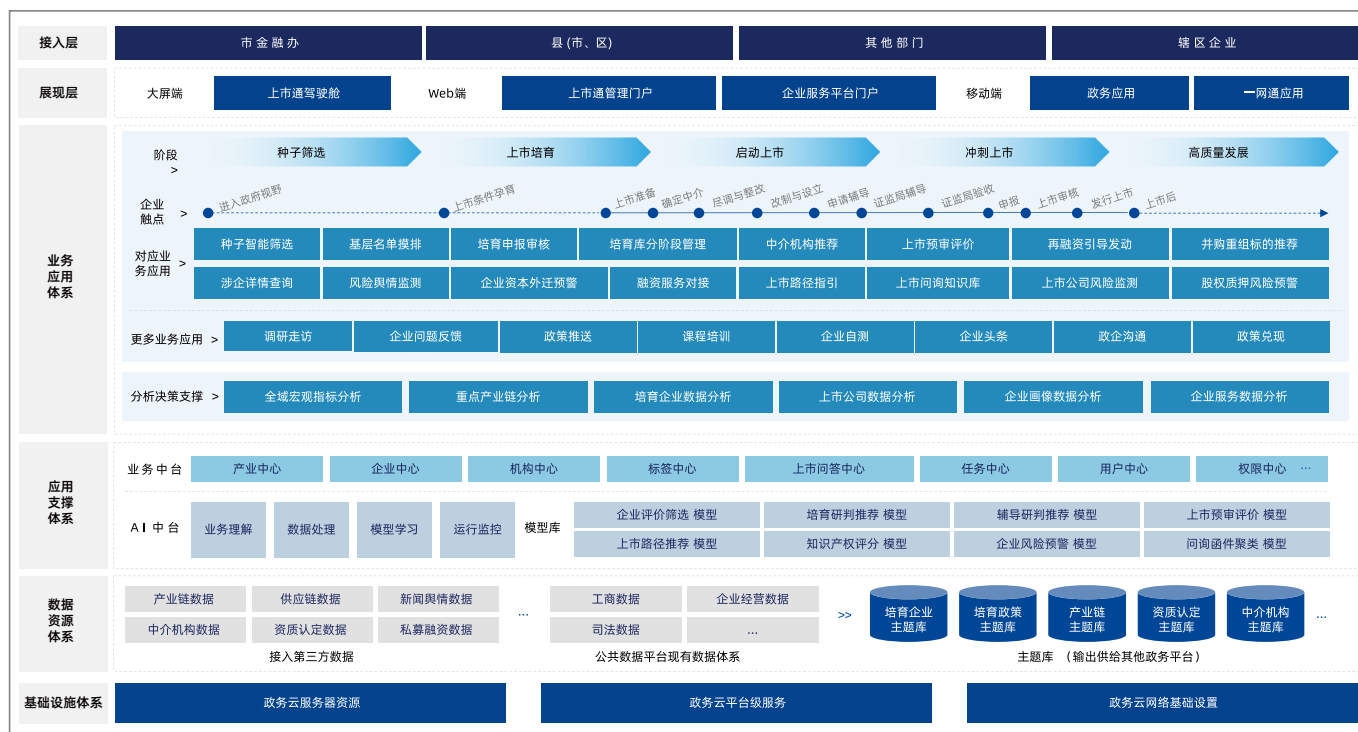 接入层
市金融办
县(市、区)
其他部门
辖区企业
展现层
大屏端
上市通驾驶舱
Web端
上市通管理门户
企业服务平台门户
移动端
政务应用
一网通应用
业务
应用
体系
阶段
>
种子筛选
上市培育
启动上市
冲刺上市
高质量发展
企业
触点
>
进入政府视野
上市条件孕育
上市准备
确定中介
尽调与整改
改制与设立
申请辅导
证监局辅导
证监局验收
申报
上市审核
发行上市
上市后
对应业
务应用
>
种子智能筛选
基层名单摸排
培育申报审核
培育库分阶段管理
中介机构推荐
上市预审评价
再融资引导发动
并购重组标的推荐
涉企详情查询
风险舆情监测
企业资本外迁预警
融资服务对接
上市路径指引
上市问询知识库
上市公司风险监测
股权质押风险预警
更多业务应用 >
调研走访
企业问题反馈
政策推送
课程培训
企业自测
企业头条
政企沟通
政策兑现
分析决策支撑 >
全域宏观指标分析
重点产业链分析
培育企业数据分析
上市公司数据分析
企业画像数据分析
企业服务数据分析
应用
支撑
体系
业务中台
产业中心
企业中心
机构中心
标签中心
上市问答中心
任务中心
用户中心
权限中心 ...
AI 中台
业务理解
数据处理
模型学习
运行监控
模型库
企业评价筛选 模型
培育研判推荐 模型
辅导研判推荐 模型
上市预审评价 模型
上市路径推荐 模型
知识产权评分 模型
企业风险预警 模型
问询函件聚类 模型
数据
资源
体系
产业链数据
供应链数据
新闻舆情数据
中介机构数据
资质认定数据
私募融资数据
...
接入第三方数据
工商数据
企业经营数据
司法数据
...
公共数据平台现有数据体系
>>
培育企业
主题库
培育政策
主题库
产业链
主题库
资质认定
主题库
中介机构
主题库
...
主题库 (输出供给其他政务平台)
基础设施体系
政务云服务器资源
政务云平台级服务
政务云网络基础设置